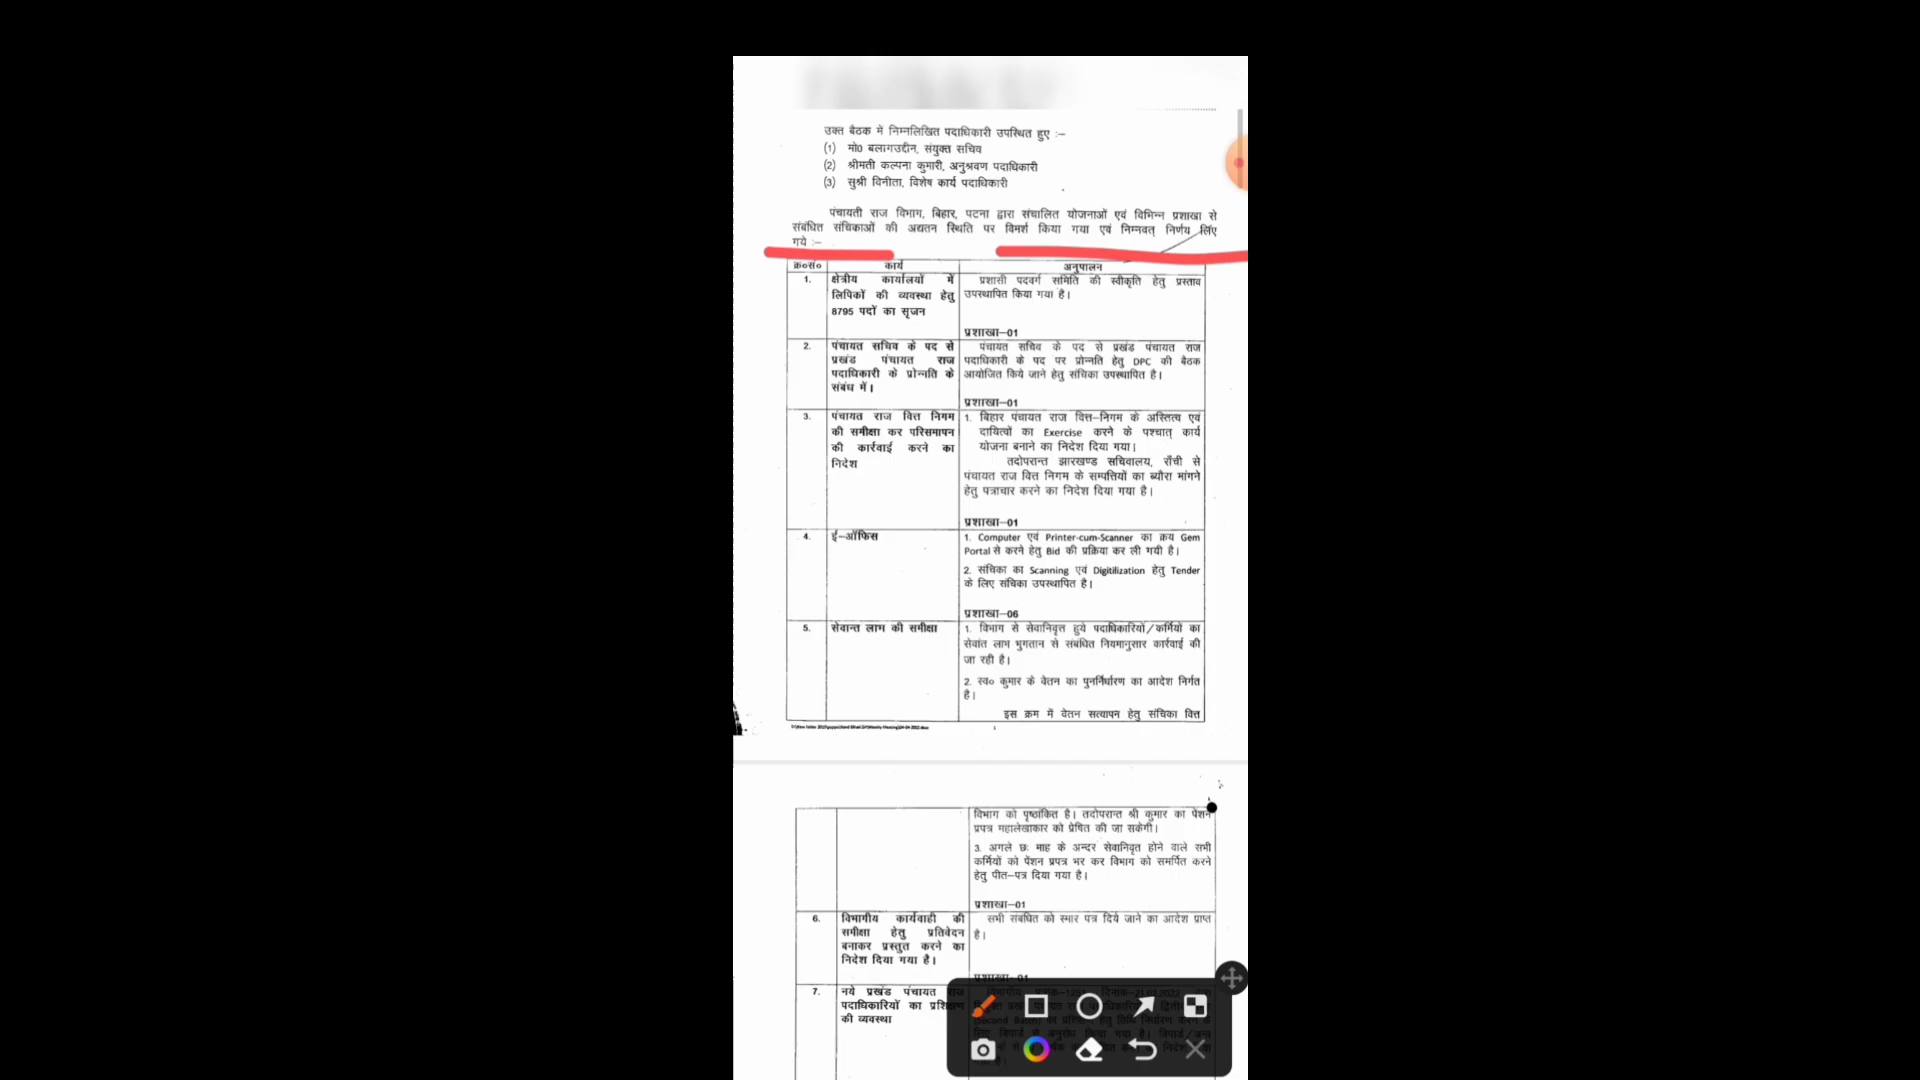 उक्त बैठक में निम्नलिखित पदाधिकारी उपस्थित हुए :–
(1) मो0 बलागउद्दीन, संयुक्त सचिव
(2) श्रीमती कल्पना कुमारी, अनुश्रवण पदाधिकारी
(3) सुश्री विनीता, विशेष कार्य पदाधिकारी
पंचायती राज विभाग, बिहार, पटना द्वारा संचालित योजनाओं एवं विभिन्न प्रशाखा से
संबंधित संचिकाओं की अद्यतन स्थिति पर विमर्श किया गया एवं निम्नवत् निर्णय लिए
गये :–
क्र०सं० कार्य अनुपालन
1. क्षेत्रीय कार्यालयों में
लिपिकों की व्यवस्था हेतु
8795 पदों का सृजन
प्रशासी पदवर्ग समिति की स्वीकृति हेतु प्रस्ताव
उपस्थापित किया गया है।
प्रशाखा–01
2. पंचायत सचिव के पद से
प्रखंड पंचायत राज
पदाधिकारी के प्रोन्नति के
संबंध में।
पंचायत सचिव के पद से प्रखंड पंचायत राज
पदाधिकारी के पद पर प्रोन्नति हेतु DPC की बैठक
आयोजित किये जाने हेतु संचिका उपस्थापित है।
प्रशाखा–01
3. पंचायत राज वित्त निगम
की समीक्षा कर परिसमापन
की कार्रवाई करने का
निदेश
1. बिहार पंचायत राज वित्त–निगम के अस्तित्व एवं
दायित्वों का Exercise करने के पश्चात् कार्य
योजना बनाने का निदेश दिया गया।
तदोपरान्त झारखण्ड सचिवालय, राँची से
पंचायत राज वित्त निगम के सम्पत्तियों का ब्यौरा मांगने
हेतु पत्राचार करने का निदेश दिया गया है।
प्रशाखा–01
4. ई–ऑफिस
1. Computer एवं Printer-cum-Scanner का क्रय Gem
Portal से करने हेतु Bid की प्रक्रिया कर ली गयी है।
2. संचिका का Scanning एवं Digitilization हेतु Tender
के लिए संचिका उपस्थापित है।
प्रशाखा–06
5. सेवान्त लाभ की समीक्षा
1. विभाग से सेवानिवृत्त हुये पदाधिकारियों/कर्मियों का
सेवांत लाभ भुगतान से संबंधित नियमानुसार कार्रवाई की
जा रही है।
2. स्व० कुमार के वेतन का पुनर्निर्धारण का आदेश निर्गत
है।
इस क्रम में वेतन सत्यापन हेतु संचिका वित्त
विभाग को पृष्ठांकित है। तदोपरान्त श्री कुमार का पेंशन
प्रपत्र महालेखाकार को प्रेषित की जा सकेगी।
3. अगले छः माह के अन्दर सेवानिवृत होने वाले सभी
कर्मियों को पेंशन प्रपत्र भर कर विभाग को समर्पित करने
हेतु पीत–पत्र दिया गया है।
प्रशाखा–01
6. विभागीय कार्यवाही की
समीक्षा हेतु प्रतिवेदन
बनाकर प्रस्तुत करने का
निदेश दिया गया है।
सभी संबंधित को स्मार पत्र दिये जाने का आदेश प्राप्त
है।
प्रशाखा–01
7. नये प्रखंड पंचायत राज
पदाधिकारियों का प्रशिक्षण
की व्यवस्था